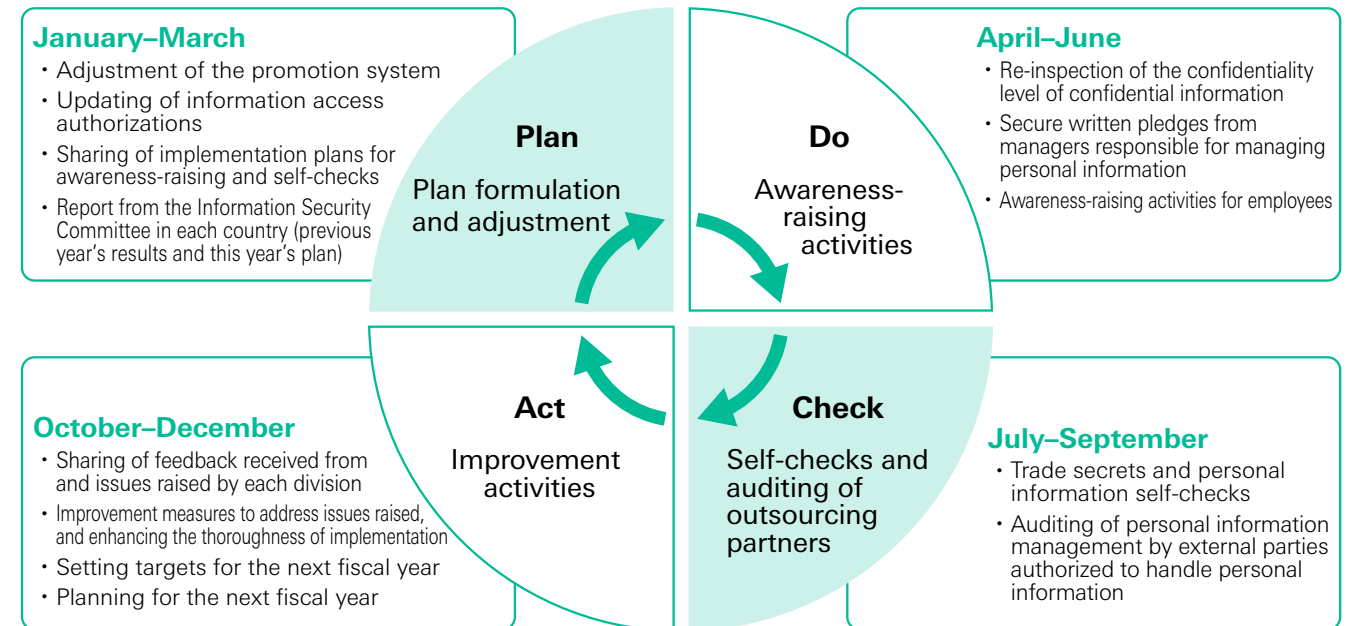 January–March
・Adjustment of the promotion system
・Updating of information access
authorizations
・Sharing of implementation plans for
awareness-raising and self-checks
・Report from the Information Security
Committee in each country (previous
year’s results and this year’s plan)
Plan
Plan formulation
and adjustment
Do
Awareness-
raising
activities
April–June
・Re-inspection of the confidentiality
level of confidential information
・Secure written pledges from
managers responsible for managing
personal information
・Awareness-raising activities for employees
October–December
・Sharing of feedback received from
and issues raised by each division
・Improvement measures to address issues raised,
and enhancing the thoroughness of implementation
・Setting targets for the next fiscal year
・Planning for the next fiscal year
Act
Improvement
activities
Check
Self-checks and
auditing of
outsourcing
partners
July–September
・Trade secrets and personal
information self-checks
・Auditing of personal information
management by external parties
authorized to handle personal
information